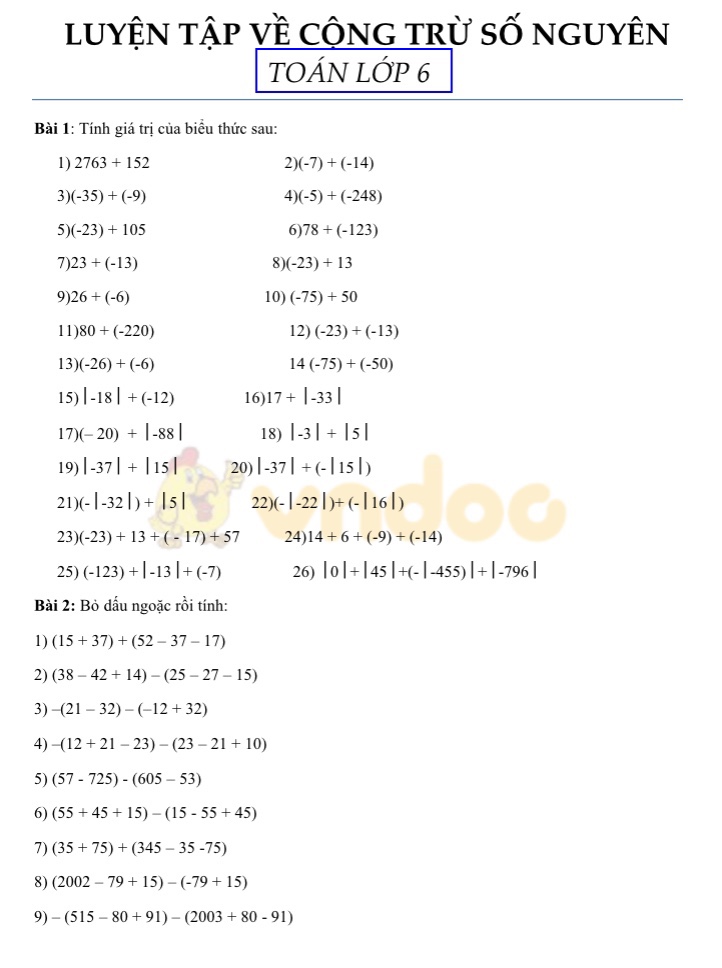 LUYỆN TẬP VỀ CỘNG TRỪ SỐ NGUYÊN
TOÁN LỚP 6
Bài 1: Tính giá trị của biểu thức sau:
1) 2763 + 152 2)(-7) + (-14)
3)(-35) + (-9) 4)(-5) + (-248)
5)(-23) + 105 6)78 + (-123)
7)23 + (-13) 8)(-23) + 13
9)26 + (-6) 10) (-75) + 50
11)80 + (-220) 12) (-23) + (-13)
13)(-26) + (-6) 14 (-75) + (-50)
15)|-18| + (-12) 16)17 + |-33|
17)(– 20) + |-88| 18) |-3| + |5|
19)|-37| + |15| 20)|-37| + (-|15|)
21)(-|-32|) + |5| 22)(-|-22|)+ (-|16|)
vndoc
23)(-23) + 13 + ( - 17) + 57 24)14 + 6 + (-9) + (-14)
25) (-123) +|-13|+ (-7) 26) |0|+|45|+(-|-455)|+|-796|
Bài 2: Bỏ dấu ngoặc rồi tính:
1) (15 + 37) + (52 – 37 – 17)
2) (38 – 42 + 14) – (25 – 27 – 15)
3) –(21 – 32) – (–12 + 32)
4) –(12 + 21 – 23) – (23 – 21 + 10)
5) (57 - 725) - (605 – 53)
6) (55 + 45 + 15) – (15 - 55 + 45)
7) (35 + 75) + (345 – 35 -75)
8) (2002 – 79 + 15) – (-79 + 15)
9) – (515 – 80 + 91) – (2003 + 80 - 91)